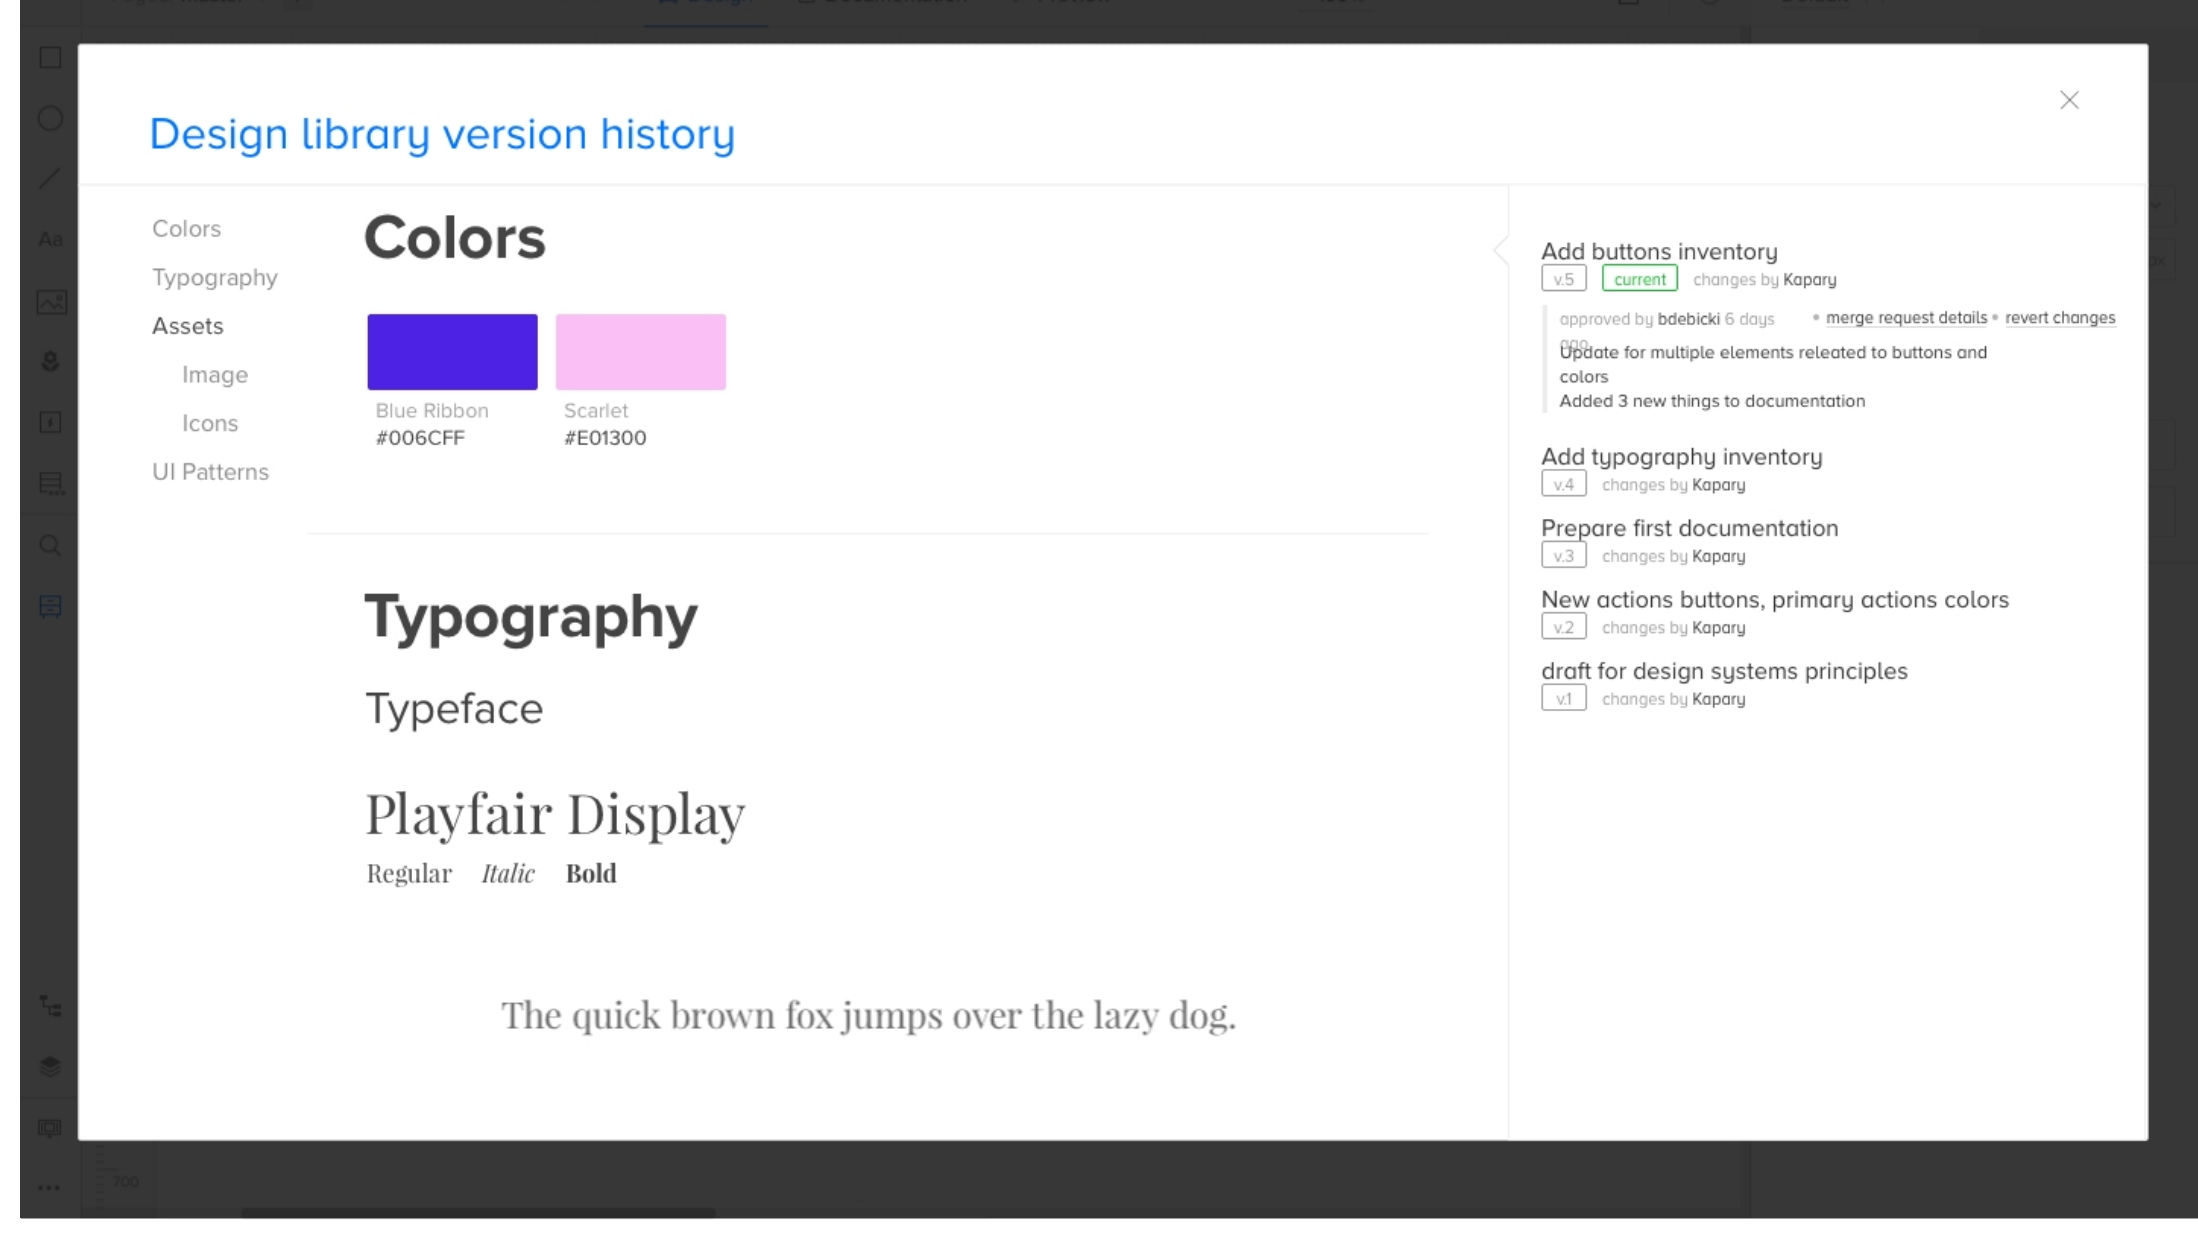 Design library version history
Colors
Typography
Assets
Image
Icons
UI Patterns
Colors
Blue Ribbon
#006CFF
Scarlet
#E01300
Typography
Typeface
Playfair Display
Regular Italic Bold
The quick brown fox jumps over the lazy dog.
Add buttons inventory
v.5 current changes by Kapary
approved by bdebicki 6 days ago
• merge request details • revert changes
Update for multiple elements releated to buttons and
colors
Added 3 new things to documentation
Add typography inventory
v.4 changes by Kapary
Prepare first documentation
v.3 changes by Kapary
New actions buttons, primary actions colors
v.2 changes by Kapary
draft for design systems principles
v.1 changes by Kapary
Aa
700